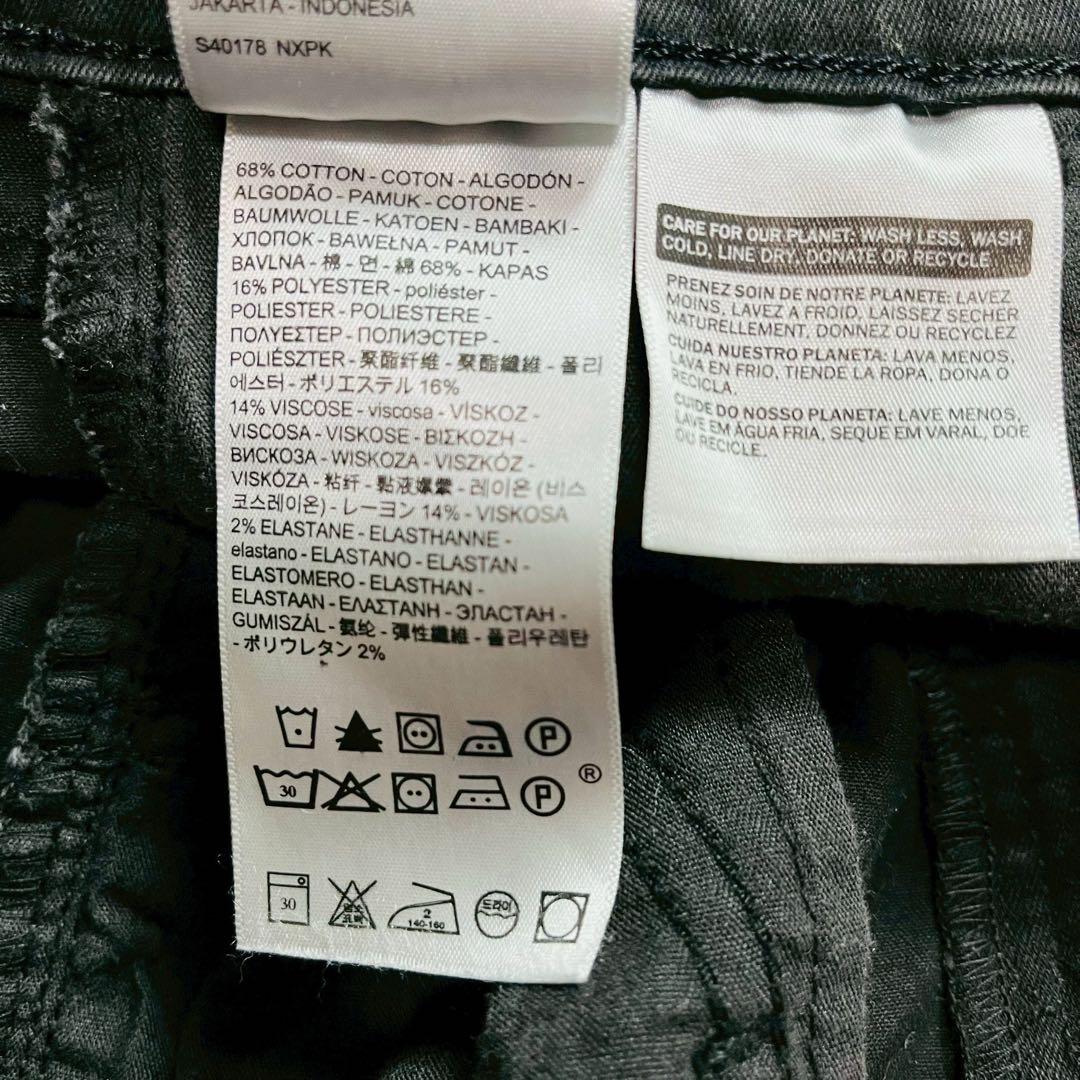 JAKARTA - INDONESIA
S40178 NXPK
68% COTTON - COTON - ALGODÓN -
ALGODÃO - PAMUK - COTONE -
BAUMWOLLE - KATOEN - BAMBAKI -
ХЛОПОК - BAWEŁNA - PAMUT -
BAVLNA - 棉 - 면 - 綿 68% - KAPAS
16% POLYESTER - poliéster -
POLIESTER - POLIESTERE -
ΠΟΛΥΕΣΤΕΡ - ПОЛИЭСТЕР -
POLIÉSZTER - 聚酯纤维 - 聚酯纖維 - 폴리
에스터 - ポリエステル 16%
14% VISCOSE - viscosa - VİSKOZ -
VISCOSA - VISKOSE - ΒΙΣΚΟΖΗ -
ВИСКОЗА - WISKOZA - VISZKÓZ -
VISKÓZA - 粘纤 - 黏液嫘縈 - 레이온 (비스
코스레이온) - レーヨン 14% - VISKOSA
2% ELASTANE - ELASTHANNE -
elastano - ELASTANO - ELASTAN -
ELASTOMERO - ELASTHAN -
ELASTAAN - ΕΛΑΣΤΑΝΗ - ЭЛАСТАН -
GUMISZÁL - 氨纶 - 彈性纖維 - 폴리우레탄
- ポリウレタン 2%
P
30 P ®
30 염소 표백 2 140-160 드라이
CARE FOR OUR PLANET: WASH LESS, WASH
COLD, LINE DRY, DONATE OR RECYCLE
PRENEZ SOIN DE NOTRE PLANETE: LAVEZ
MOINS, LAVEZ A FROID, LAISSEZ SECHER
NATURELLEMENT, DONNEZ OU RECYCLEZ
CUIDA NUESTRO PLANETA: LAVA MENOS,
LAVA EN FRIO, TIENDE LA ROPA, DONA O
RECICLA.
CUIDE DO NOSSO PLANETA: LAVE MENOS,
LAVE EM ÁGUA FRIA, SEQUE EM VARAL, DOE
OU RECICLE.